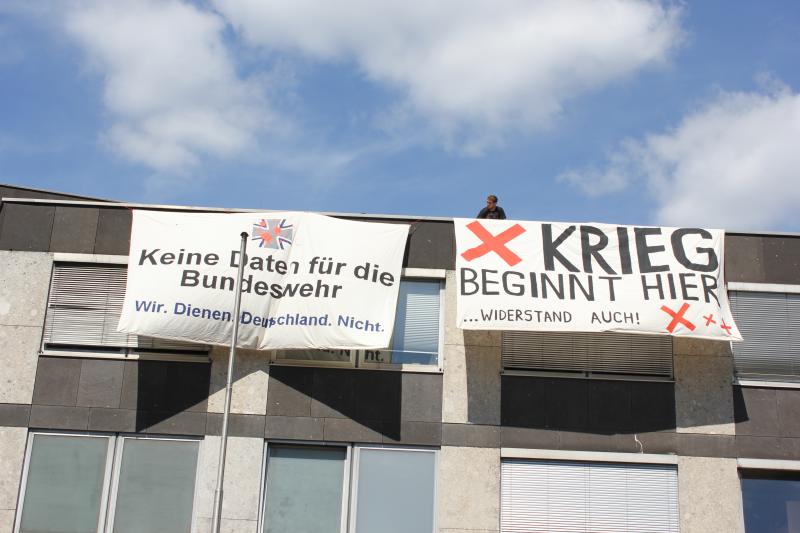 Keine Daten für die
Bundeswehr
Wir. Dienen. Deutschland. Nicht.
KRIEG
BEGINNT HIER
...WIDERSTAND AUCH!